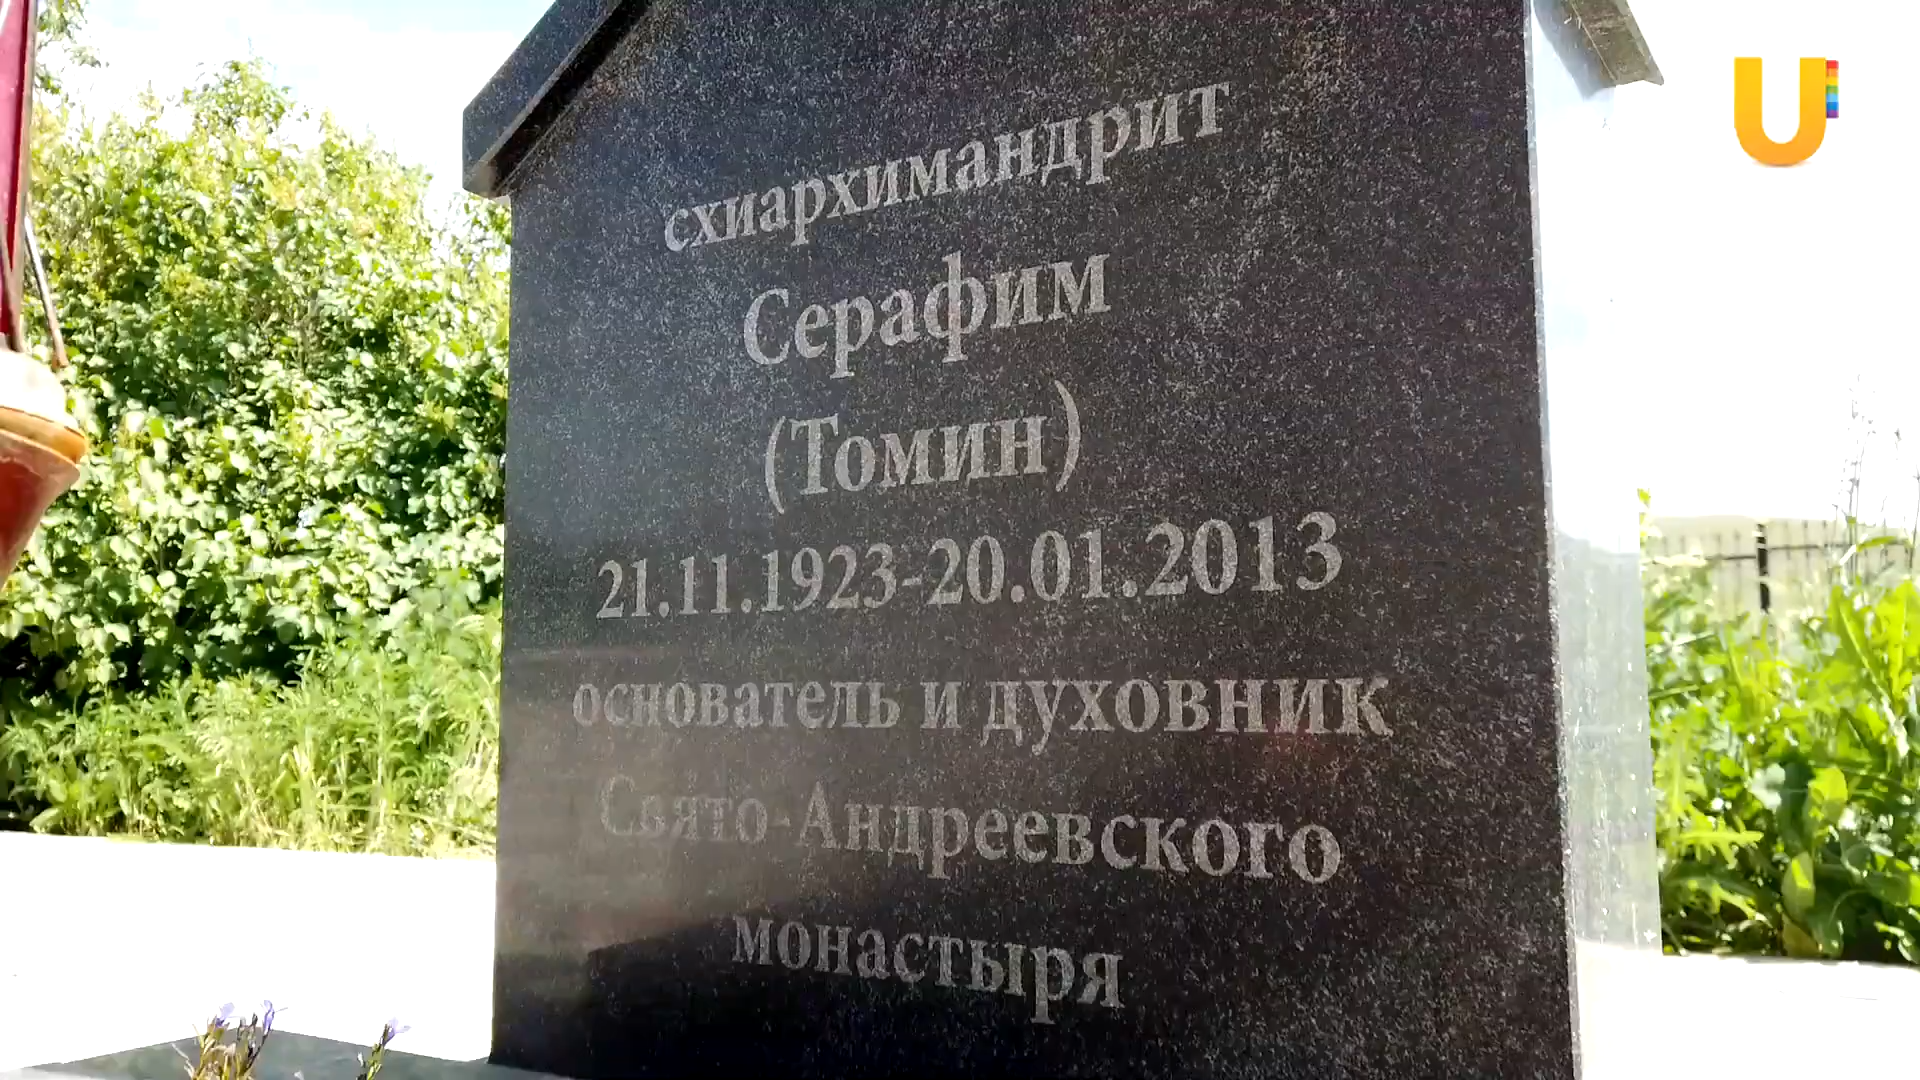 U
схиархимандрит
Серафим
(Томин)
21.11.1923-20.01.2013
основатель и духовник
Свято-Андреевского
монастыря